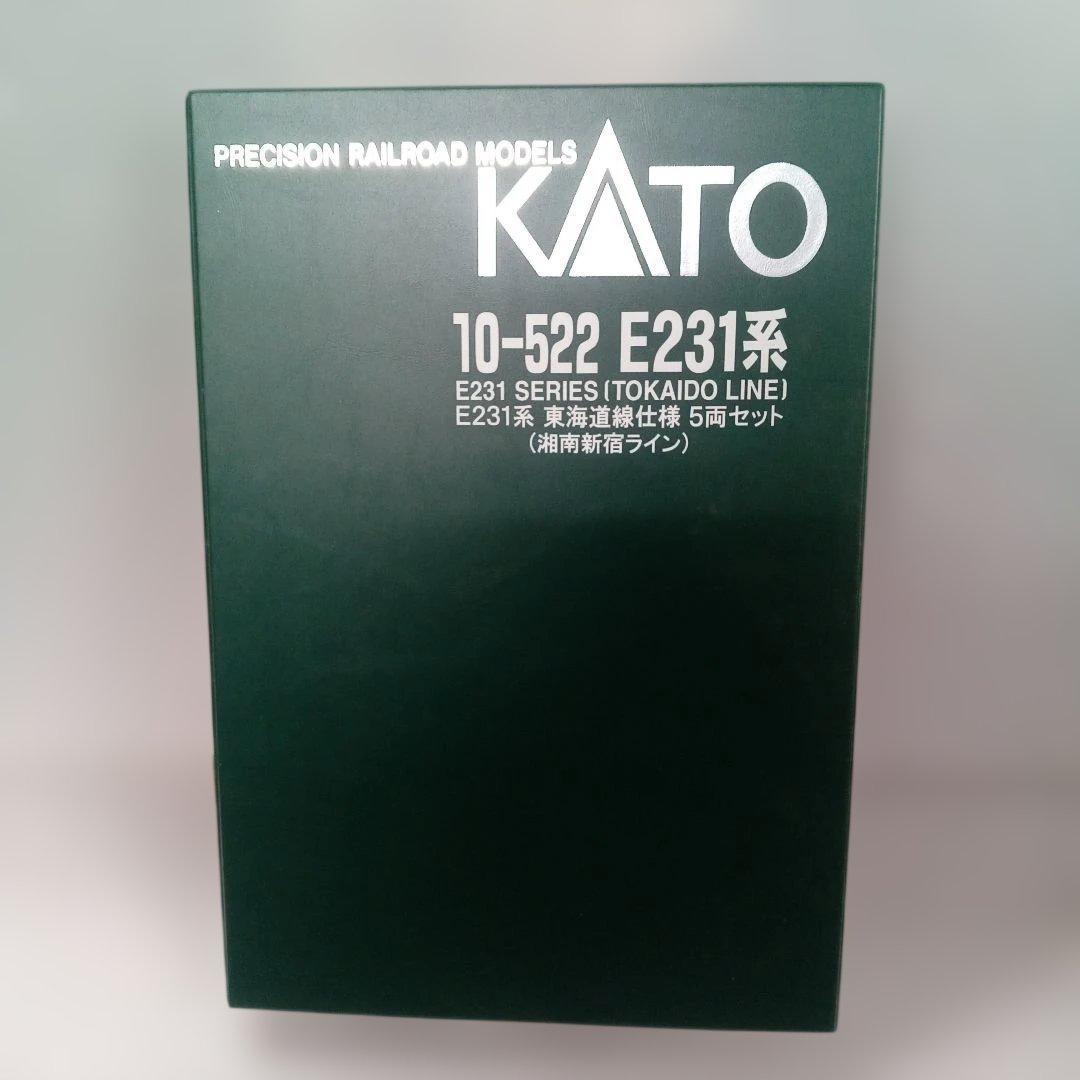 PRECISION RAILROAD MODELS
KATO
10-522 E231系
E231 SERIES (TOKAIDO LINE)
E231系 東海道線仕様 5両セット
（湘南新宿ライン）